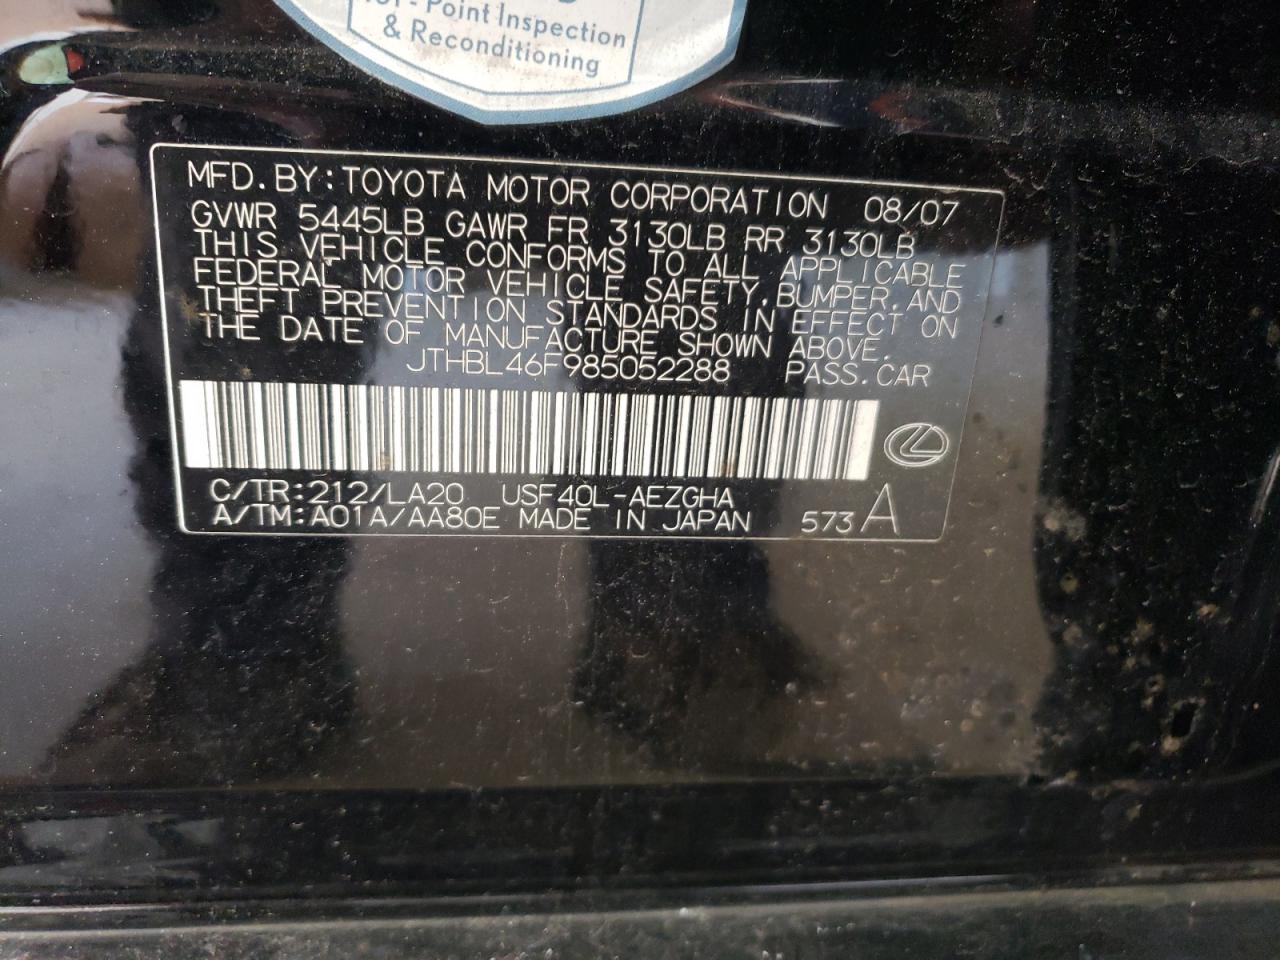 - Point Inspection
& Reconditioning
MFD. BY: TOYOTA MOTOR CORPORATION 08/07
GVWR 5445LB GAWR FR 3130LB RR 3130LB
THIS VEHICLE CONFORMS TO ALL APPLICABLE
FEDERAL MOTOR VEHICLE SAFETY, BUMPER, AND
THEFT PREVENTION STANDARDS IN EFFECT ON
THE DATE OF MANUFACTURE SHOWN ABOVE.
JTHBL46F985052288 PASS. CAR
C/TR: 212/LA20 USF40L-AEZGHA
A/TM: A01A/AA80E MADE IN JAPAN 573 A